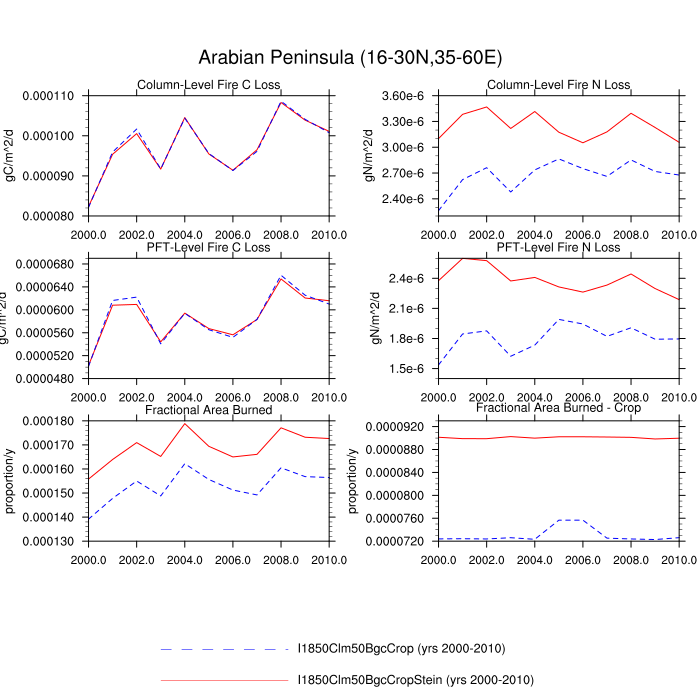 Arabian Peninsula (16-30N,35-60E)
Column-Level Fire C Loss
gC/m^2/d
0.000110
0.000100
0.000090
0.000080
2000.0 2002.0 2004.0 2006.0 2008.0 2010.0
Column-Level Fire N Loss
gN/m^2/d
3.60e-6
3.30e-6
3.00e-6
2.70e-6
2.40e-6
2000.0 2002.0 2004.0 2006.0 2008.0 2010.0
PFT-Level Fire C Loss
gC/m^2/d
0.0000680
0.0000640
0.0000600
0.0000560
0.0000520
0.0000480
2000.0 2002.0 2004.0 2006.0 2008.0 2010.0
PFT-Level Fire N Loss
gN/m^2/d
2.4e-6
2.1e-6
1.8e-6
1.5e-6
2000.0 2002.0 2004.0 2006.0 2008.0 2010.0
Fractional Area Burned
proportion/y
0.000180
0.000170
0.000160
0.000150
0.000140
0.000130
2000.0 2002.0 2004.0 2006.0 2008.0 2010.0
Fractional Area Burned - Crop
proportion/y
0.0000920
0.0000880
0.0000840
0.0000800
0.0000760
0.0000720
2000.0 2002.0 2004.0 2006.0 2008.0 2010.0
I1850Clm50BgcCrop (yrs 2000-2010)
I1850Clm50BgcCropStein (yrs 2000-2010)